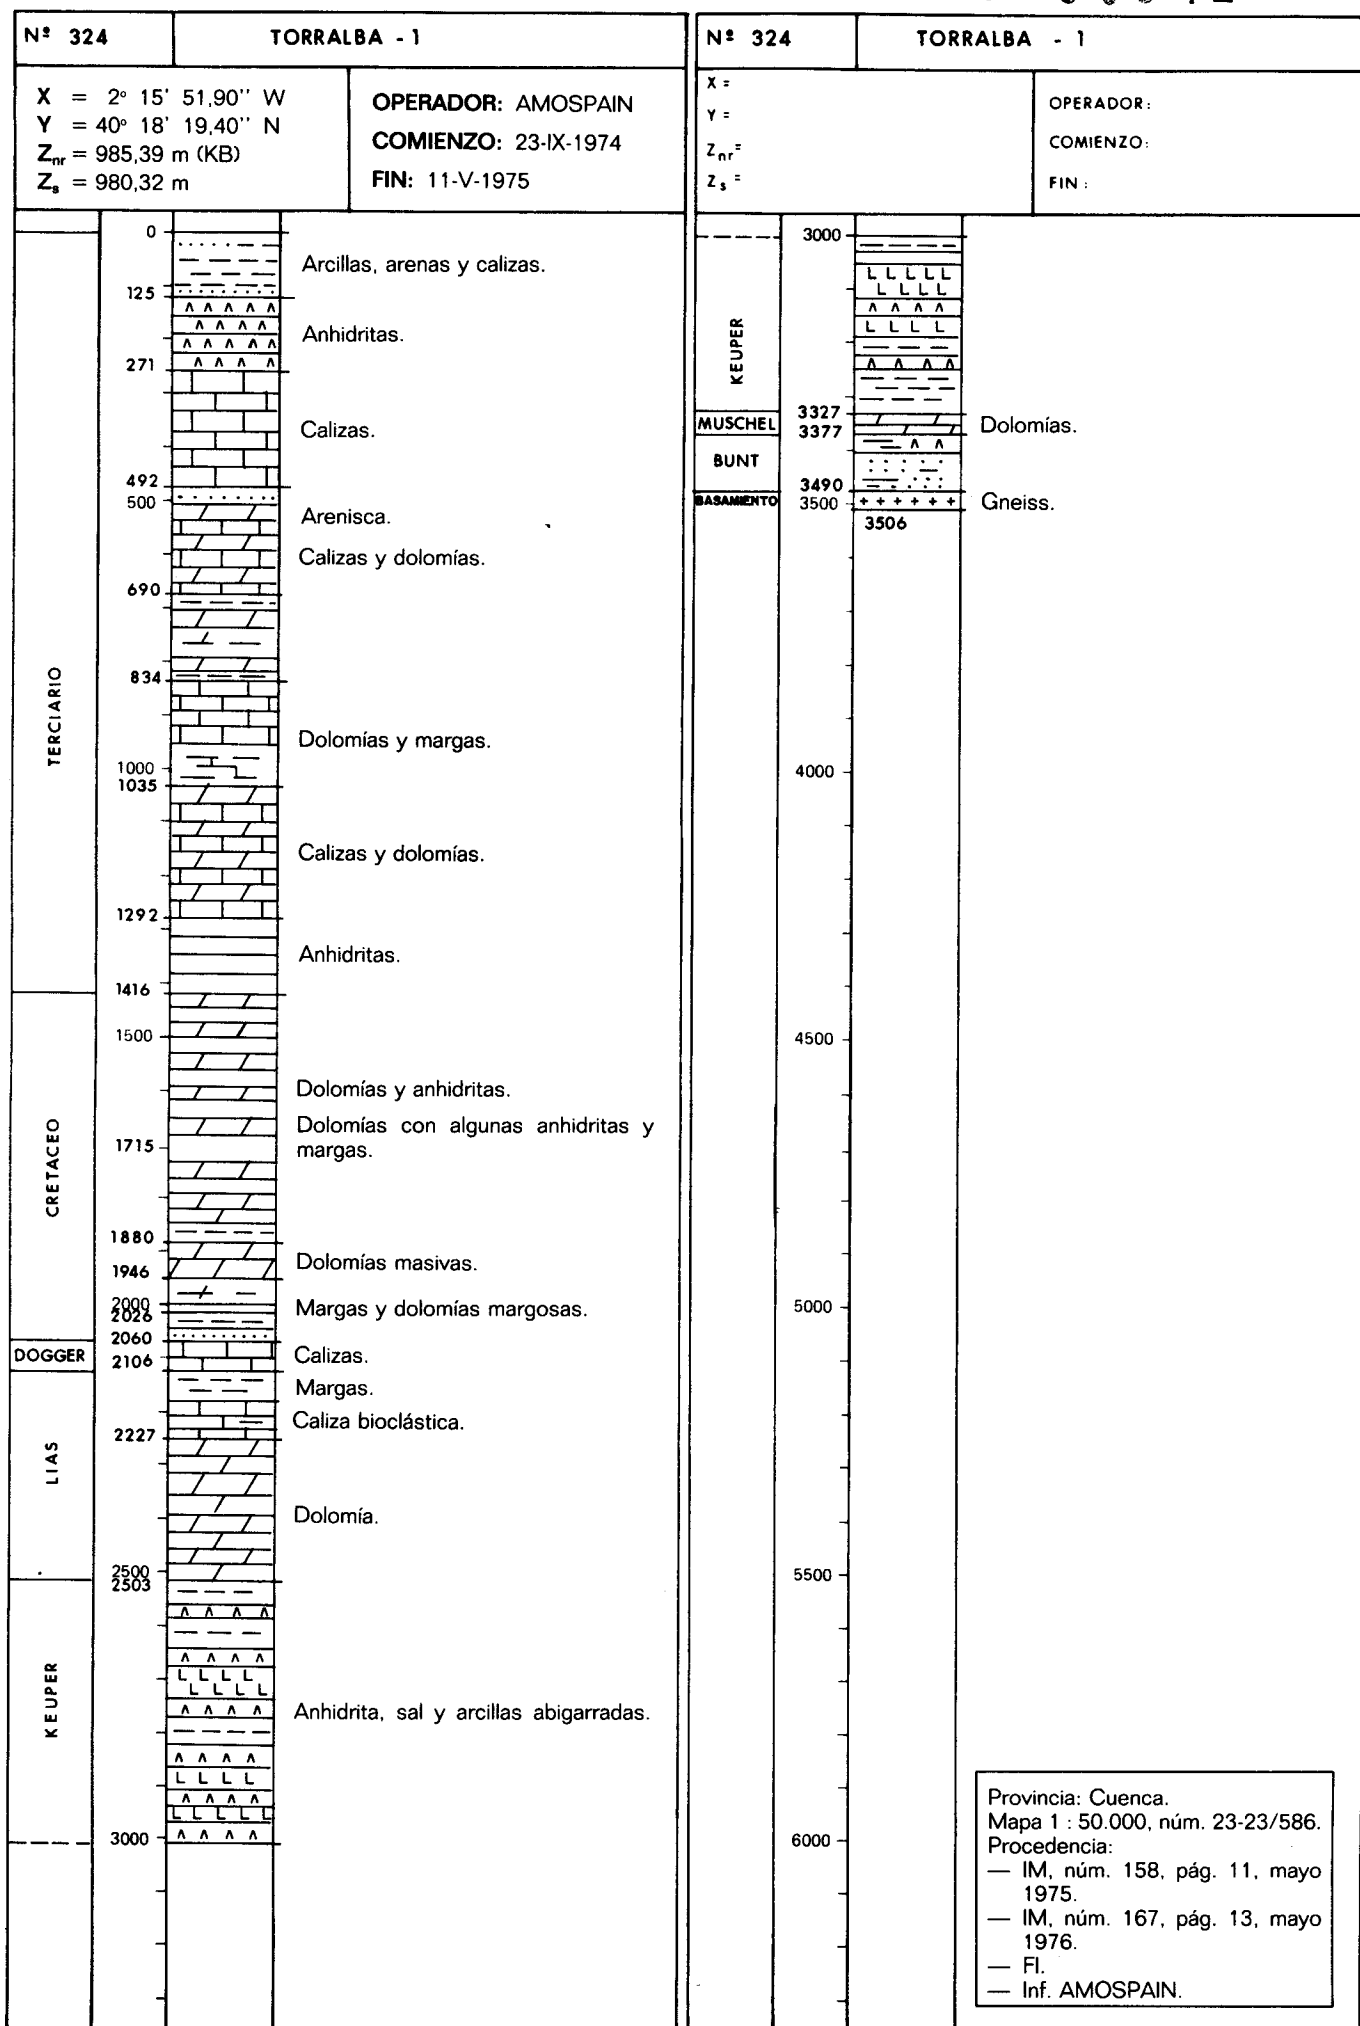 Nº 324
TORRALBA - 1
X = 2° 15' 51,90'' W
Y = 40° 18' 19,40'' N
Znr = 985,39 m (KB)
Zs = 980,32 m
OPERADOR: AMOSPAIN
COMIENZO: 23-IX-1974
FIN: 11-V-1975
0
Arcillas, arenas y calizas.
125
Anhidritas.
271
Calizas.
492
500
Arenisca.
Calizas y dolomías.
690
834
TERCIARIO
Dolomías y margas.
1000
1035
Calizas y dolomías.
1292
Anhidritas.
1416
1500
Dolomías y anhidritas.
Dolomías con algunas anhidritas y
margas.
1715
CRETACEO
1880
Dolomías masivas.
1946
2000
Margas y dolomías margosas.
2026
2060
DOGGER
Calizas.
2106
Margas.
Caliza bioclástica.
2227
LIAS
Dolomía.
2500
2503
KEUPER
Anhidrita, sal y arcillas abigarradas.
3000
Nº 324
TORRALBA - 1
X =
Y =
Znr=
Zs =
OPERADOR:
COMIENZO:
FIN :
3000
KEUPER
3327
MUSCHEL
Dolomías.
3377
BUNT
3490
BASAMENTO
3500
Gneiss.
3506
4000
4500
5000
5500
6000
Provincia: Cuenca.
Mapa 1 : 50.000, núm. 23-23/586.
Procedencia:
— IM, núm. 158, pág. 11, mayo
1975.
— IM, núm. 167, pág. 13, mayo
1976.
— FI.
— Inf. AMOSPAIN.